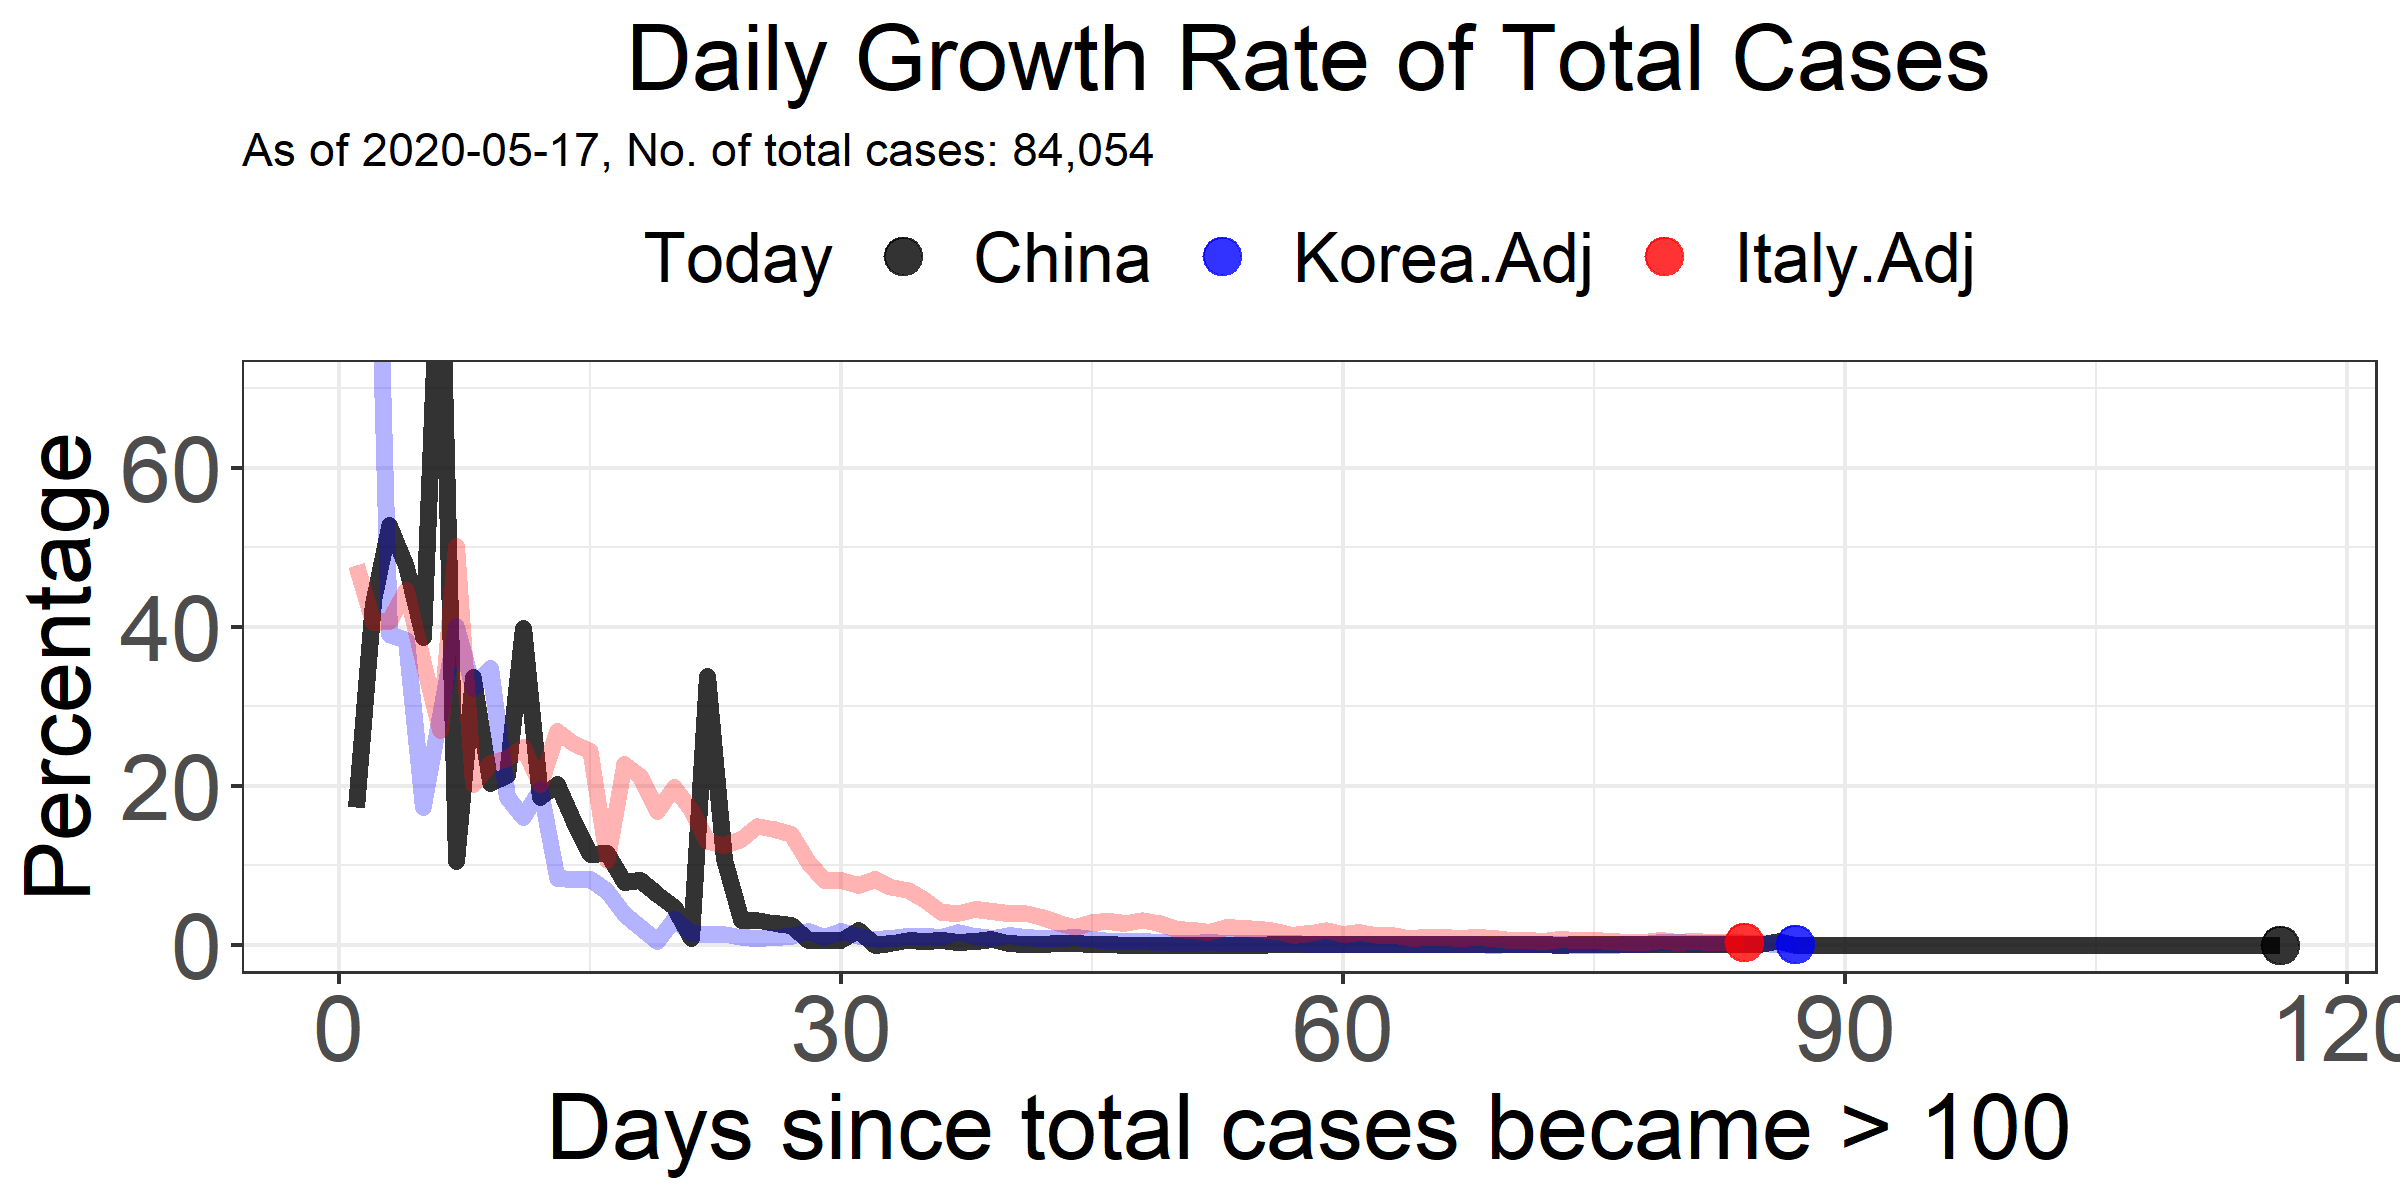 Daily Growth Rate of Total Cases
As of 2020-05-17, No. of total cases: 84,054
Today China Korea.Adj Italy.Adj
Percentage
60
40
20
0
0 30 60 90 120
Days since total cases became > 100